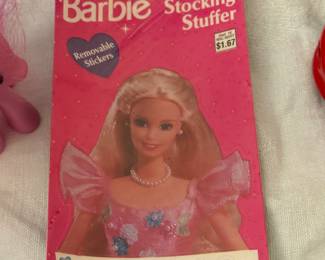 Barbie
Stocking
Stuffer
Removable
Stickers
$1.67